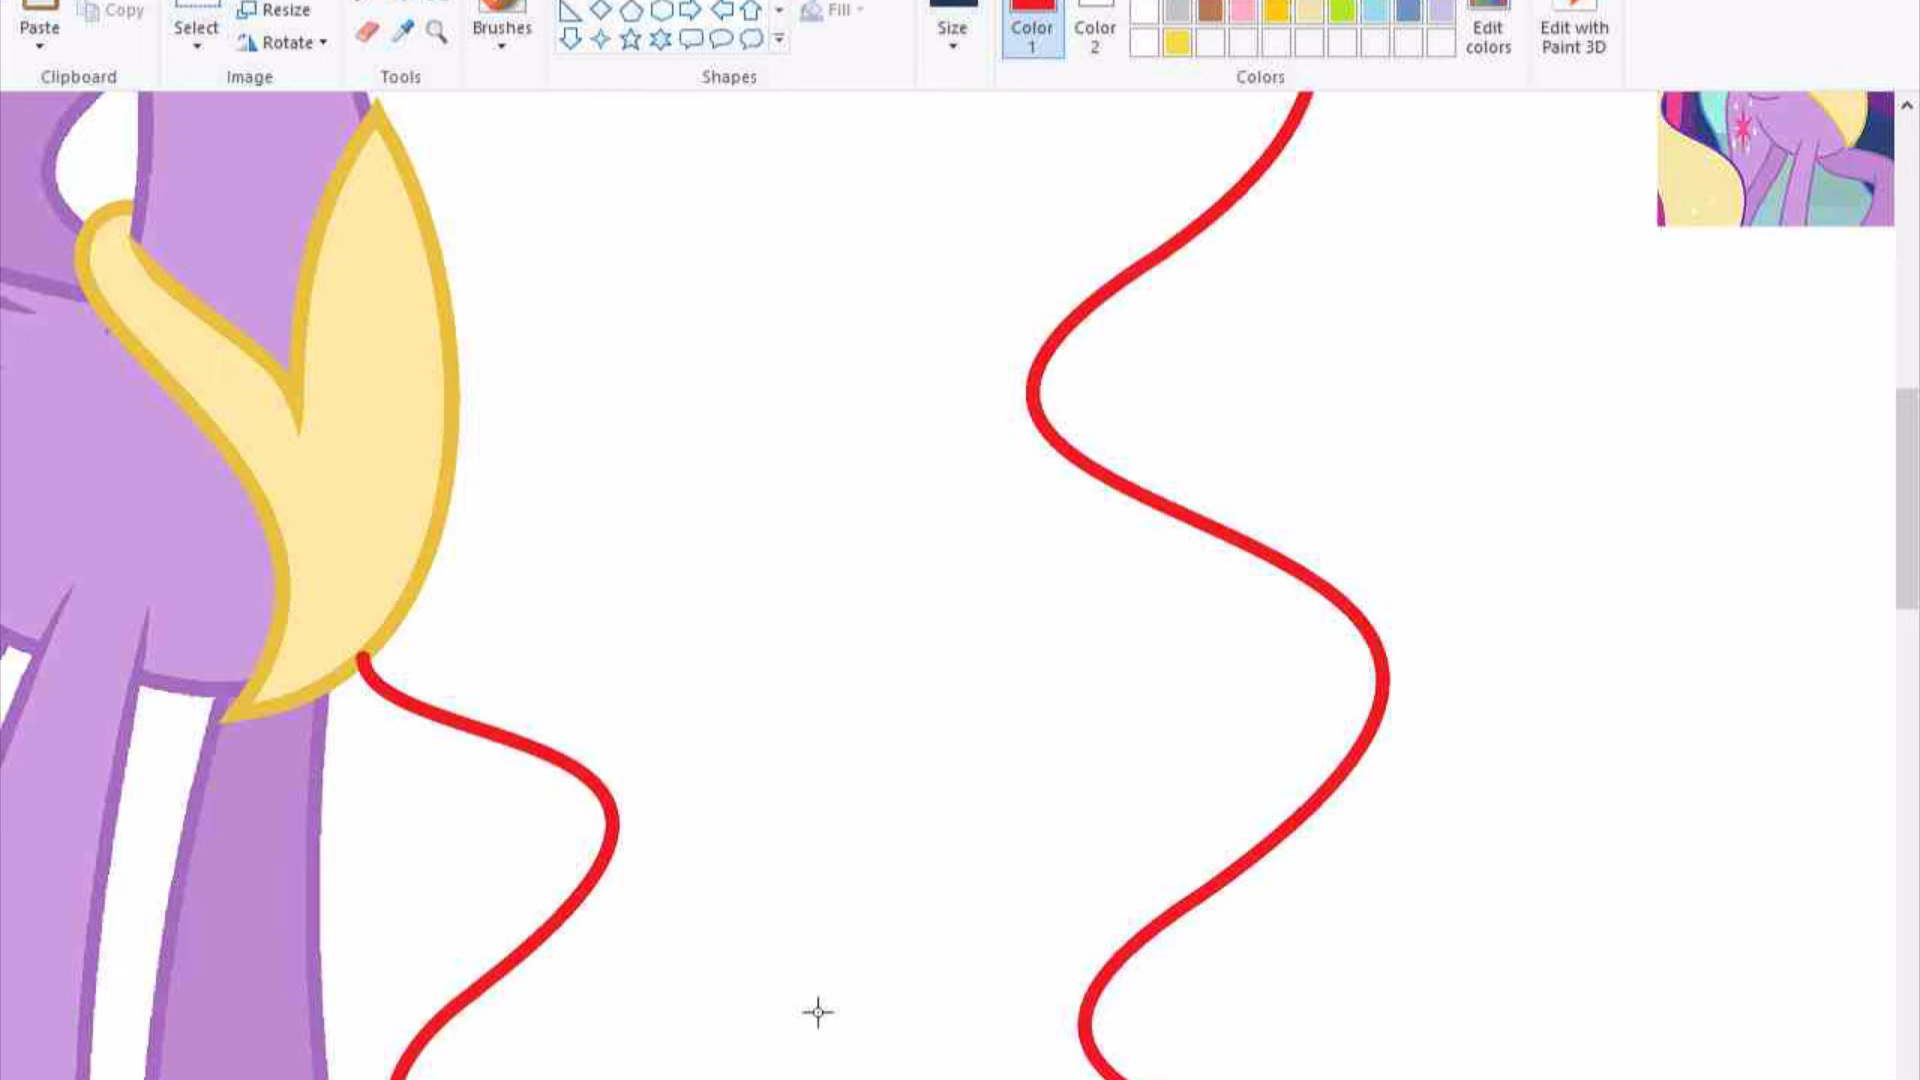 Paste
Copy
Select
Resize
Rotate
Brushes
Fill
Size
Color
1
Color
2
Edit
colors
Edit with
Paint 3D
Clipboard
Image
Tools
Shapes
Colors